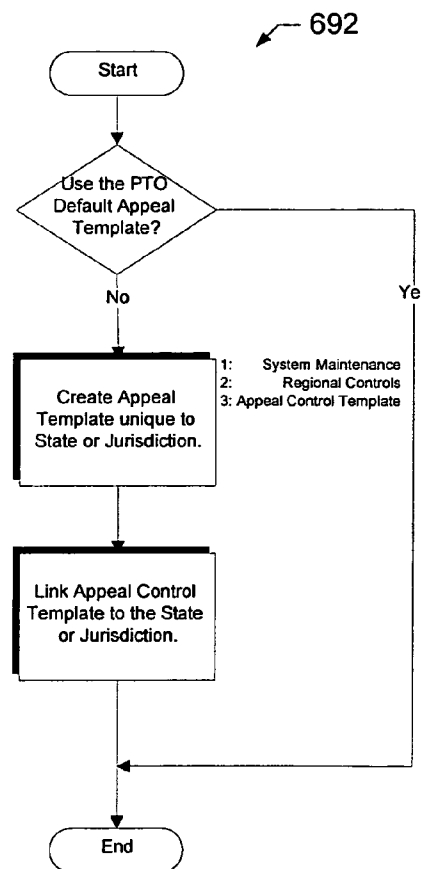 692
Start
Use the PTO
Default Appeal
Template?
No
Ye
Create Appeal
Template unique to
State or Jurisdiction.
1: System Maintenance
2: Regional Controls
3: Appeal Control Template
Link Appeal Control
Template to the State
or Jurisdiction.
End